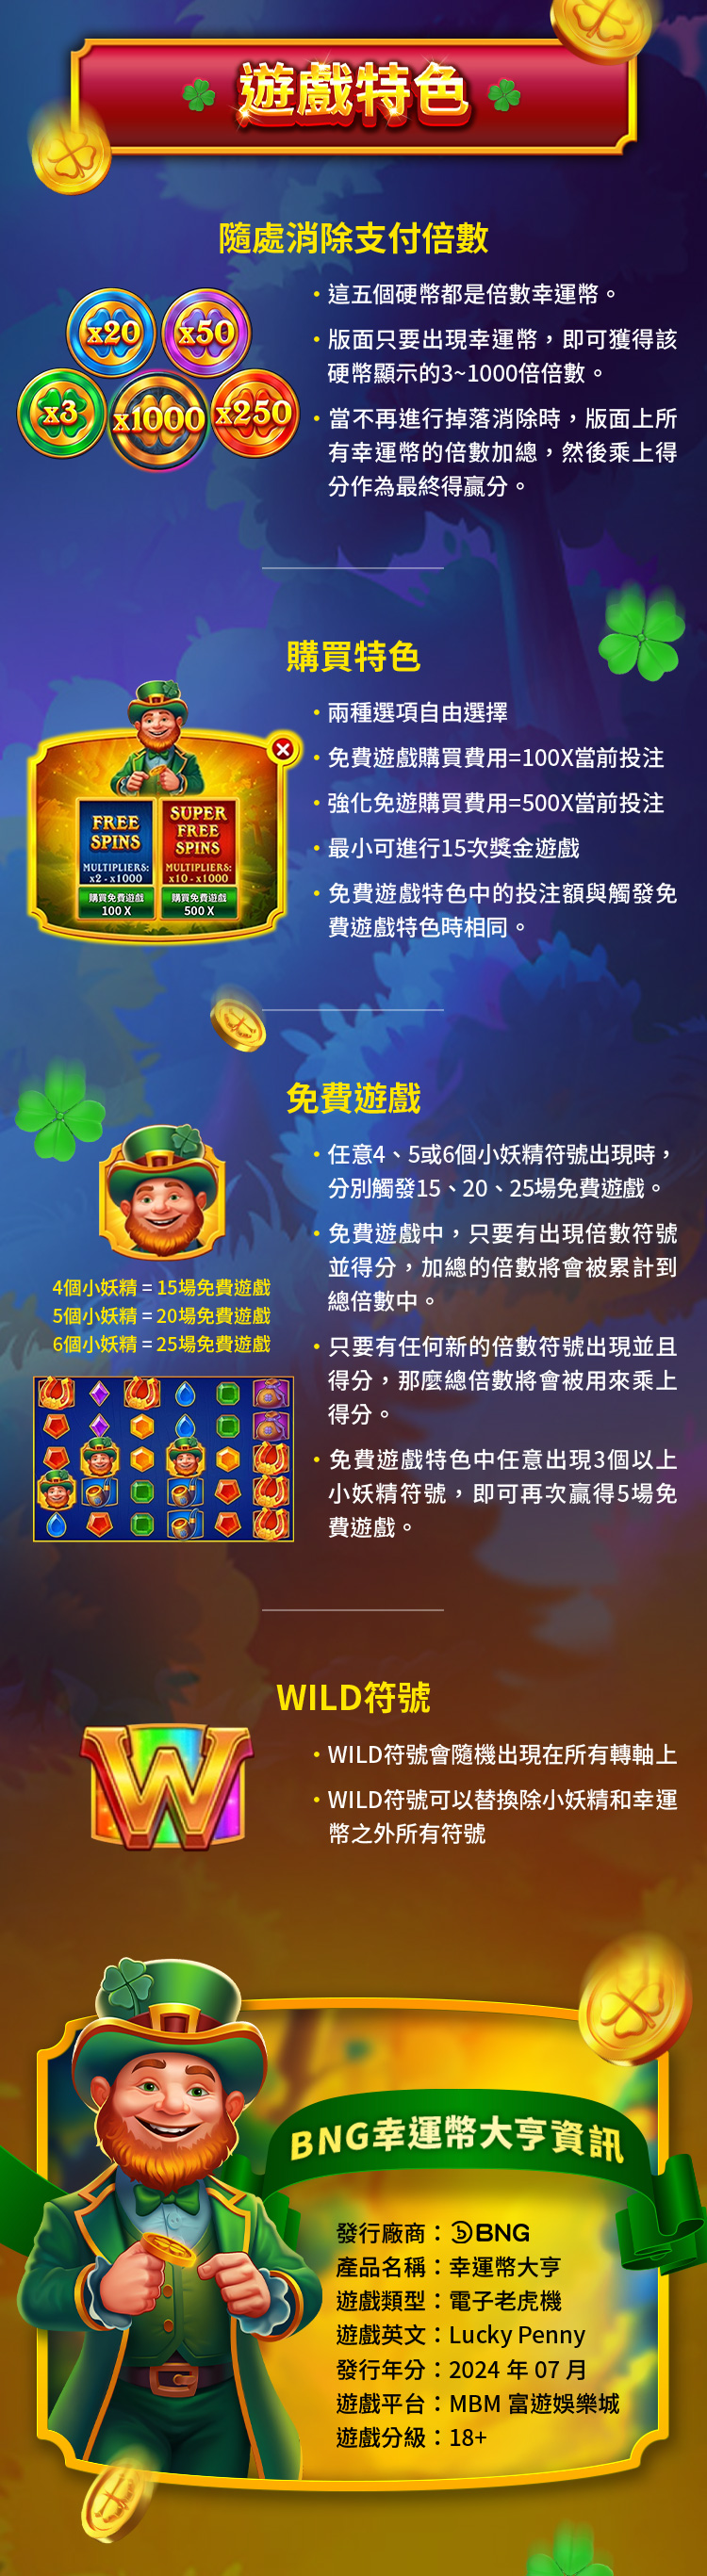 遊戲特色
隨處消除支付倍數
x20
x50
x3
x1000
x250
・這五個硬幣都是倍數幸運幣。
・版面只要出現幸運幣，即可獲得該
硬幣顯示的3~1000倍倍數。
・當不再進行掉落消除時，版面上所
有幸運幣的倍數加總，然後乘上得
分作為最終得贏分。
購買特色
FREE
SPINS
MULTIPLIERS:
x2 - x1000
購買免費遊戲
100 X
SUPER
FREE
SPINS
MULTIPLIERS:
x10 - x1000
購買免費遊戲
500 X
・兩種選項自由選擇
・免費遊戲購買費用=100X當前投注
・強化免遊購買費用=500X當前投注
・最小可進行15次獎金遊戲
・免費遊戲特色中的投注額與觸發免
費遊戲特色時相同。
免費遊戲
4個小妖精 = 15場免費遊戲
5個小妖精 = 20場免費遊戲
6個小妖精 = 25場免費遊戲
・任意4、5或6個小妖精符號出現時，
分別觸發15、20、25場免費遊戲。
・免費遊戲中，只要有出現倍數符號
並得分，加總的倍數將會被累計到
總倍數中。
・只要有任何新的倍數符號出現並且
得分，那麼總倍數將會被用來乘上
得分。
・免費遊戲特色中任意出現3個以上
小妖精符號，即可再次贏得5場免
費遊戲。
WILD符號
W
・WILD符號會隨機出現在所有轉軸上
・WILD符號可以替換除小妖精和幸運
幣之外所有符號
BNG幸運幣大亨資訊
發行廠商：BNG
產品名稱：幸運幣大亨
遊戲類型：電子老虎機
遊戲英文：Lucky Penny
發行年分：2024 年 07 月
遊戲平台：MBM 富遊娛樂城
遊戲分級：18+